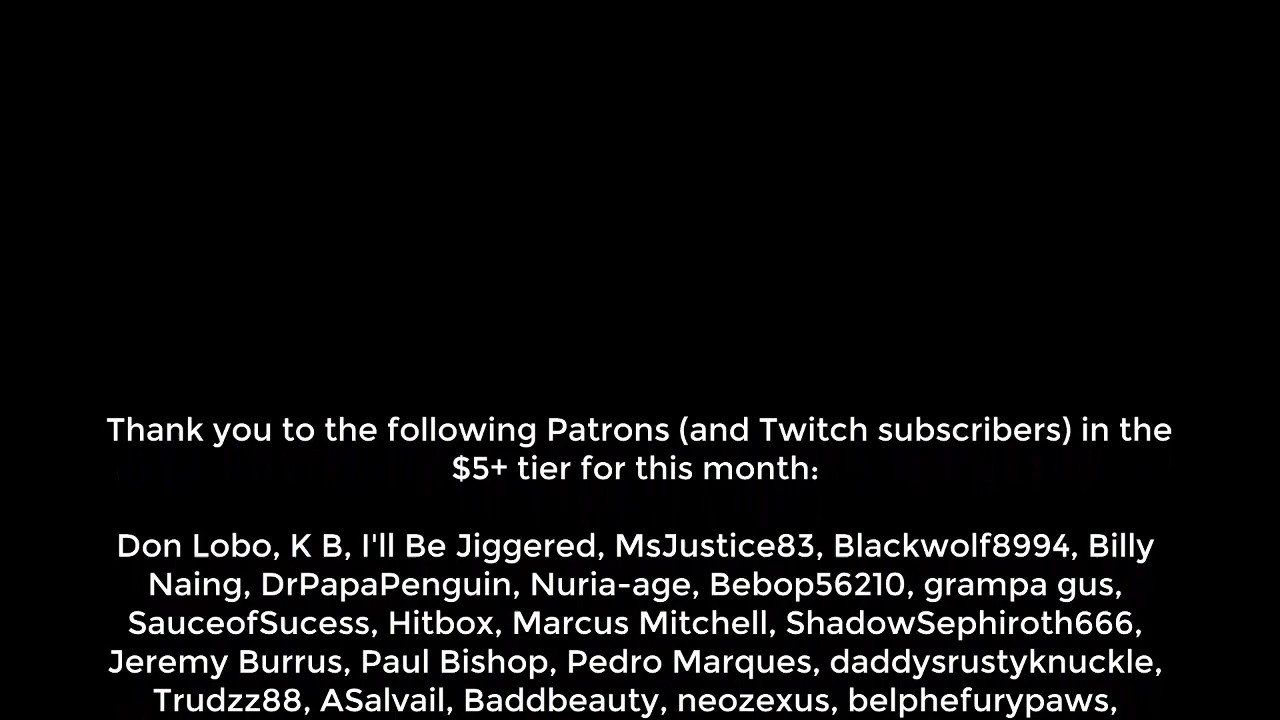 Thank you to the following Patrons (and Twitch subscribers) in the
$5+ tier for this month:
Don Lobo, K B, I'll Be Jiggered, MsJustice83, Blackwolf8994, Billy
Naing, DrPapaPenguin, Nuria-age, Bebop56210, grampa gus,
SauceofSucess, Hitbox, Marcus Mitchell, ShadowSephiroth666,
Jeremy Burrus, Paul Bishop, Pedro Marques, daddysrustyknuckle,
Trudzz88, ASalvail, Baddbeauty, neozexus, belphefurypaws,